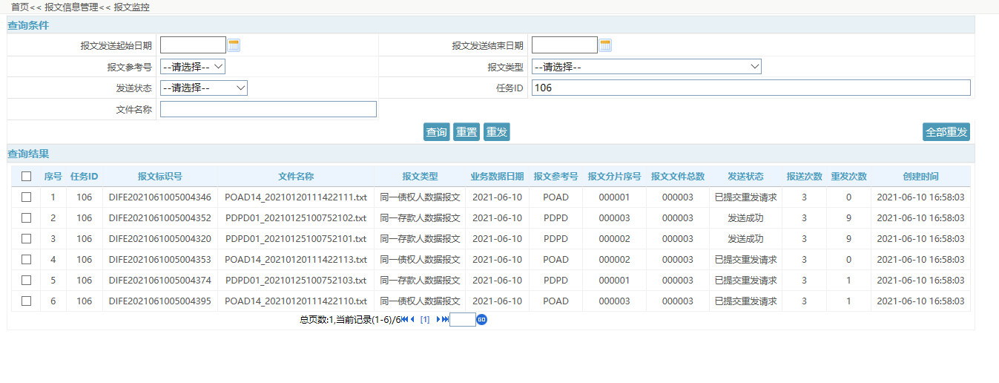 首页<< 报文信息管理<< 报文监控
查询条件
报文发送起始日期 报文发送结束日期
报文参考号 --请选择-- 报文类型 --请选择--
发送状态 --请选择-- 任务ID 106
文件名称
查询 重置 重发 全部重发
查询结果
序号 任务ID 报文标识号 文件名称 报文类型 业务数据日期 报文参考号 报文分片序号 报文文件总数 发送状态 报送次数 重发次数 创建时间
1 106 DIFE2021061005004346 POAD14_20210120111422111.txt 同一债权人数据报文 2021-06-10 POAD 000001 000003 已提交重发请求 3 0 2021-06-10 16:58:03
2 106 DIFE2021061005004352 PDPD01_20210125100752102.txt 同一存款人数据报文 2021-06-10 PDPD 000003 000003 发送成功 3 9 2021-06-10 16:58:03
3 106 DIFE2021061005004320 PDPD01_20210125100752101.txt 同一存款人数据报文 2021-06-10 PDPD 000002 000003 发送成功 3 9 2021-06-10 16:58:03
4 106 DIFE2021061005004353 POAD14_20210120111422113.txt 同一债权人数据报文 2021-06-10 POAD 000002 000003 已提交重发请求 3 0 2021-06-10 16:58:03
5 106 DIFE2021061005004374 PDPD01_20210125100752103.txt 同一存款人数据报文 2021-06-10 PDPD 000001 000003 已提交重发请求 3 1 2021-06-10 16:58:03
6 106 DIFE2021061005004395 POAD14_20210120111422110.txt 同一债权人数据报文 2021-06-10 POAD 000003 000003 已提交重发请求 3 1 2021-06-10 16:58:03
总页数:1,当前记录(1-6)/6 [1] GO